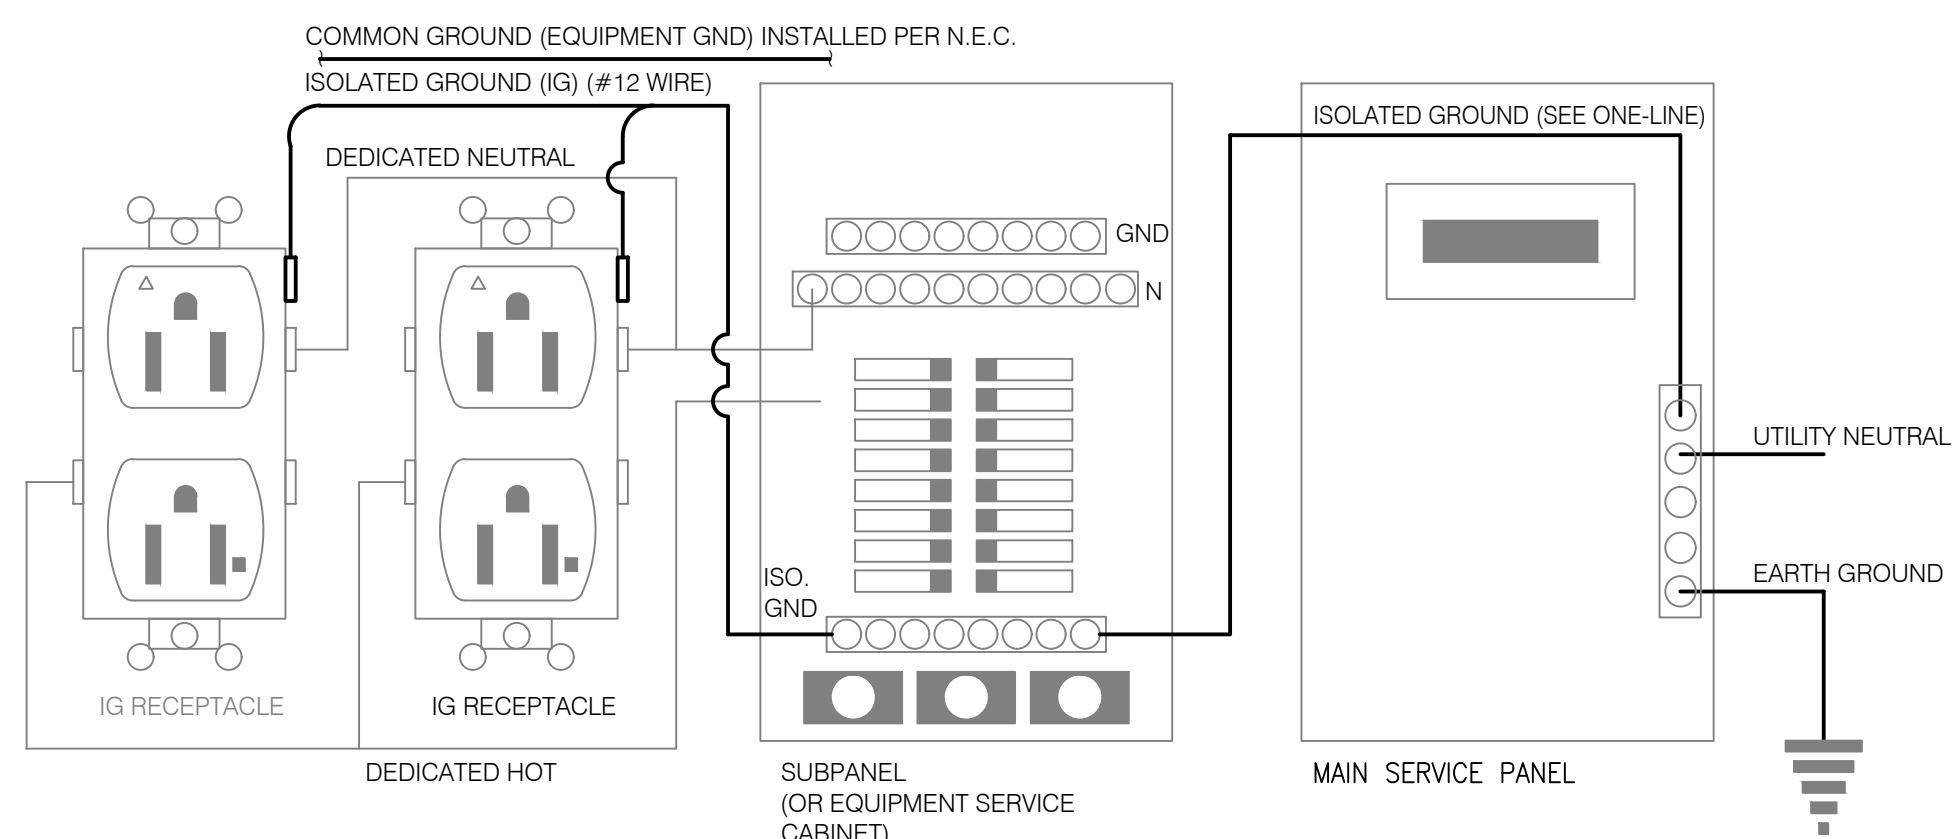 COMMON GROUND (EQUIPMENT GND) INSTALLED PER N.E.C.
ISOLATED GROUND (IG) (#12 WIRE)
DEDICATED NEUTRAL
ISOLATED GROUND (SEE ONE-LINE)
GND
N
UTILITY NEUTRAL
EARTH GROUND
ISO.
GND
IG RECEPTACLE
IG RECEPTACLE
DEDICATED HOT
SUBPANEL
(OR EQUIPMENT SERVICE
CABINET)
MAIN SERVICE PANEL